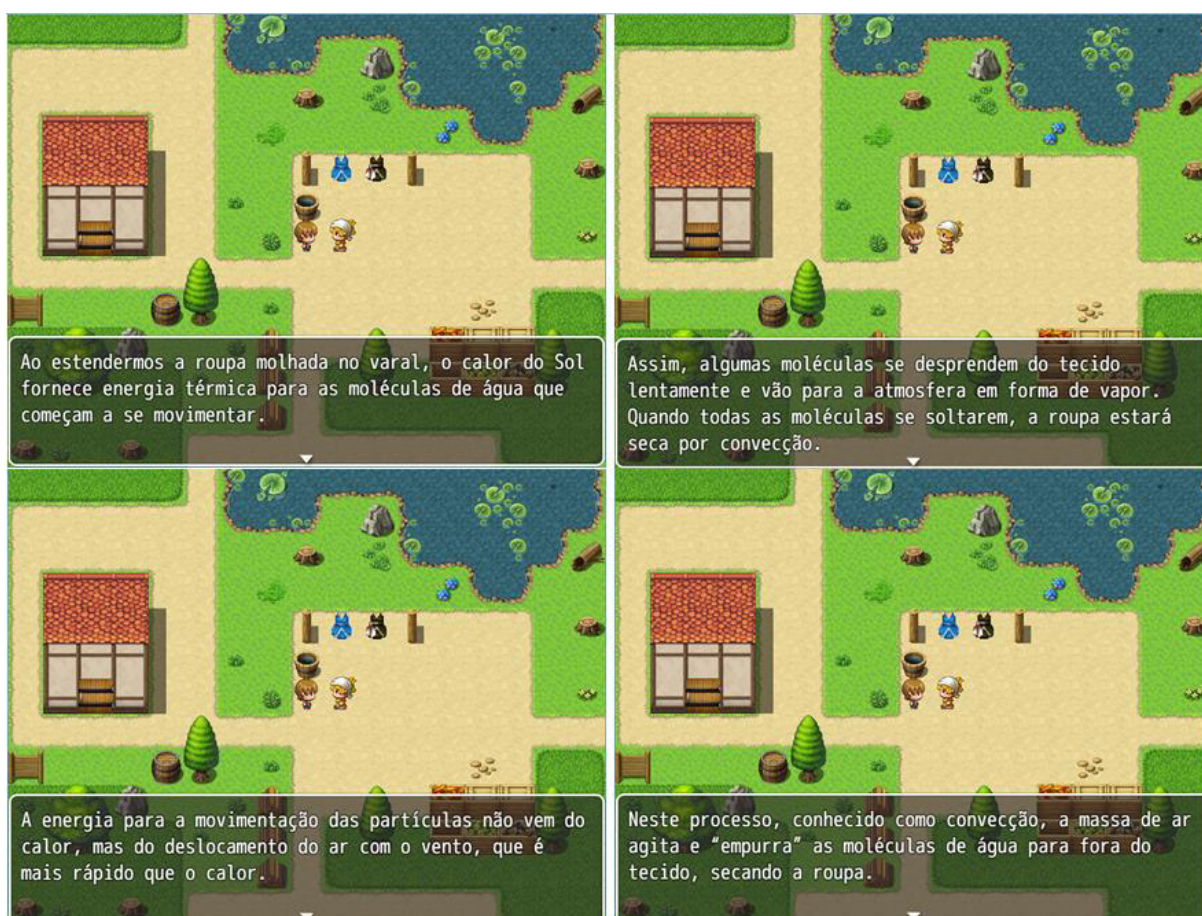 Ao estendermos a roupa molhada no varal, o calor do Sol
fornece energia térmica para as moléculas de água que
começam a se movimentar.
Assim, algumas moléculas se desprendem do tecido
lentamente e vão para a atmosfera em forma de vapor.
Quando todas as moléculas se soltarem, a roupa estará
seca por convecção.
A energia para a movimentação das partículas não vem do
calor, mas do deslocamento do ar com o vento, que é
mais rápido que o calor.
Neste processo, conhecido como convecção, a massa de ar
agita e “empurra” as moléculas de água para fora do
tecido, secando a roupa.